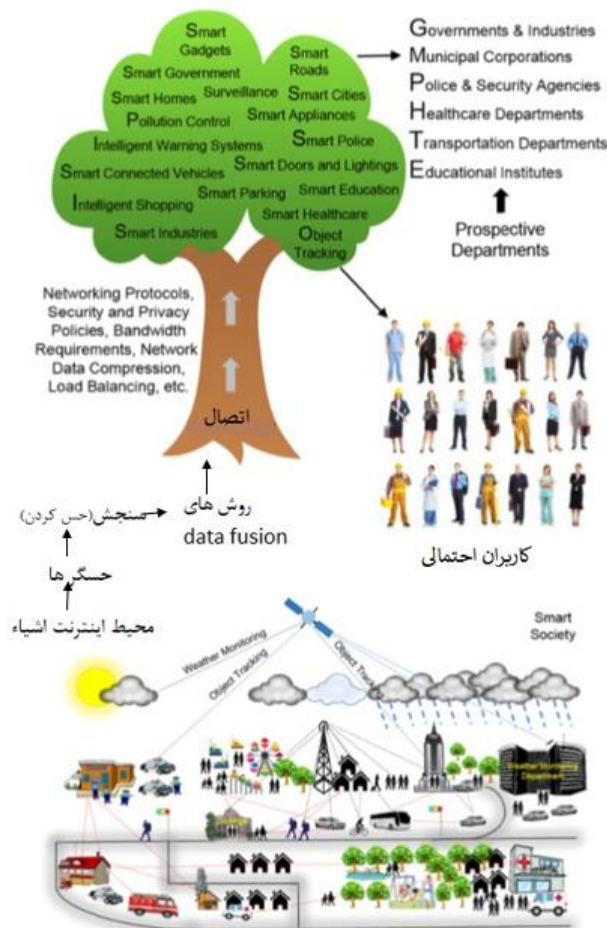 Smart
Gadgets
Smart
Roads
Smart Government
Surveillance
Smart Homes
Smart Cities
Pollution Control
Smart Appliances
Intelligent Warning Systems
Smart Police
Smart Connected Vehicles
Smart Doors and Lightings
Smart Parking
Smart Education
Intelligent Shopping
Smart Healthcare
Smart Industries
Object
Tracking
Governments & Industries
Municipal Corporations
Police & Security Agencies
Healthcare Departments
Transportation Departments
Educational Institutes
Prospective
Departments
Networking Protocols,
Security and Privacy
Policies, Bandwidth
Requirements, Network
Data Compression,
Load Balancing, etc.
اتصال
روش های
data fusion
سنجش(حس کردن)
حسگر ها
محیط اینترنت اشیاء
کاربران احتمالی
Smart
Society
Weather Monitoring
Object Tracking
Object Tracking
Weather Monitoring
Department